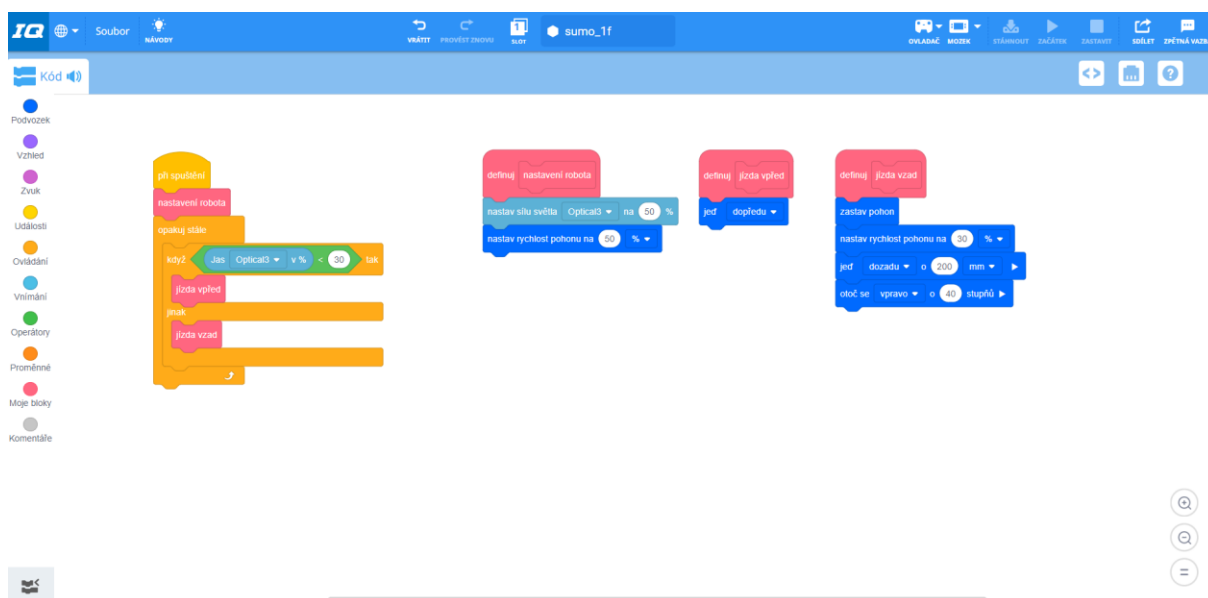 IQ
Soubor
NÁVODY
VRÁTIT
PROVÉST ZNOVU
1
SLOT
sumo_1f
OVLADAČ
MOZEK
STÁHNOUT
ZAČÁTEK
ZASTAVIT
SDÍLET
ZPĚTNÁ VAZB
Kód
Podvozek
Vzhled
Zvuk
Události
Ovládání
Vnímání
Operátory
Proměnné
Moje bloky
Komentáře
při spuštění
nastavení robota
opakuj stále
když Jas Optical3 v % < 30 tak
jízda vpřed
jinak
jízda vzad
definuj nastavení robota
nastav sílu světla Optical3 na 50 %
nastav rychlost pohonu na 50 %
definuj jízda vpřed
jeď dopředu
definuj jízda vzad
zastav pohon
nastav rychlost pohonu na 30 %
jeď dozadu o 200 mm
otoč se vpravo o 40 stupňů